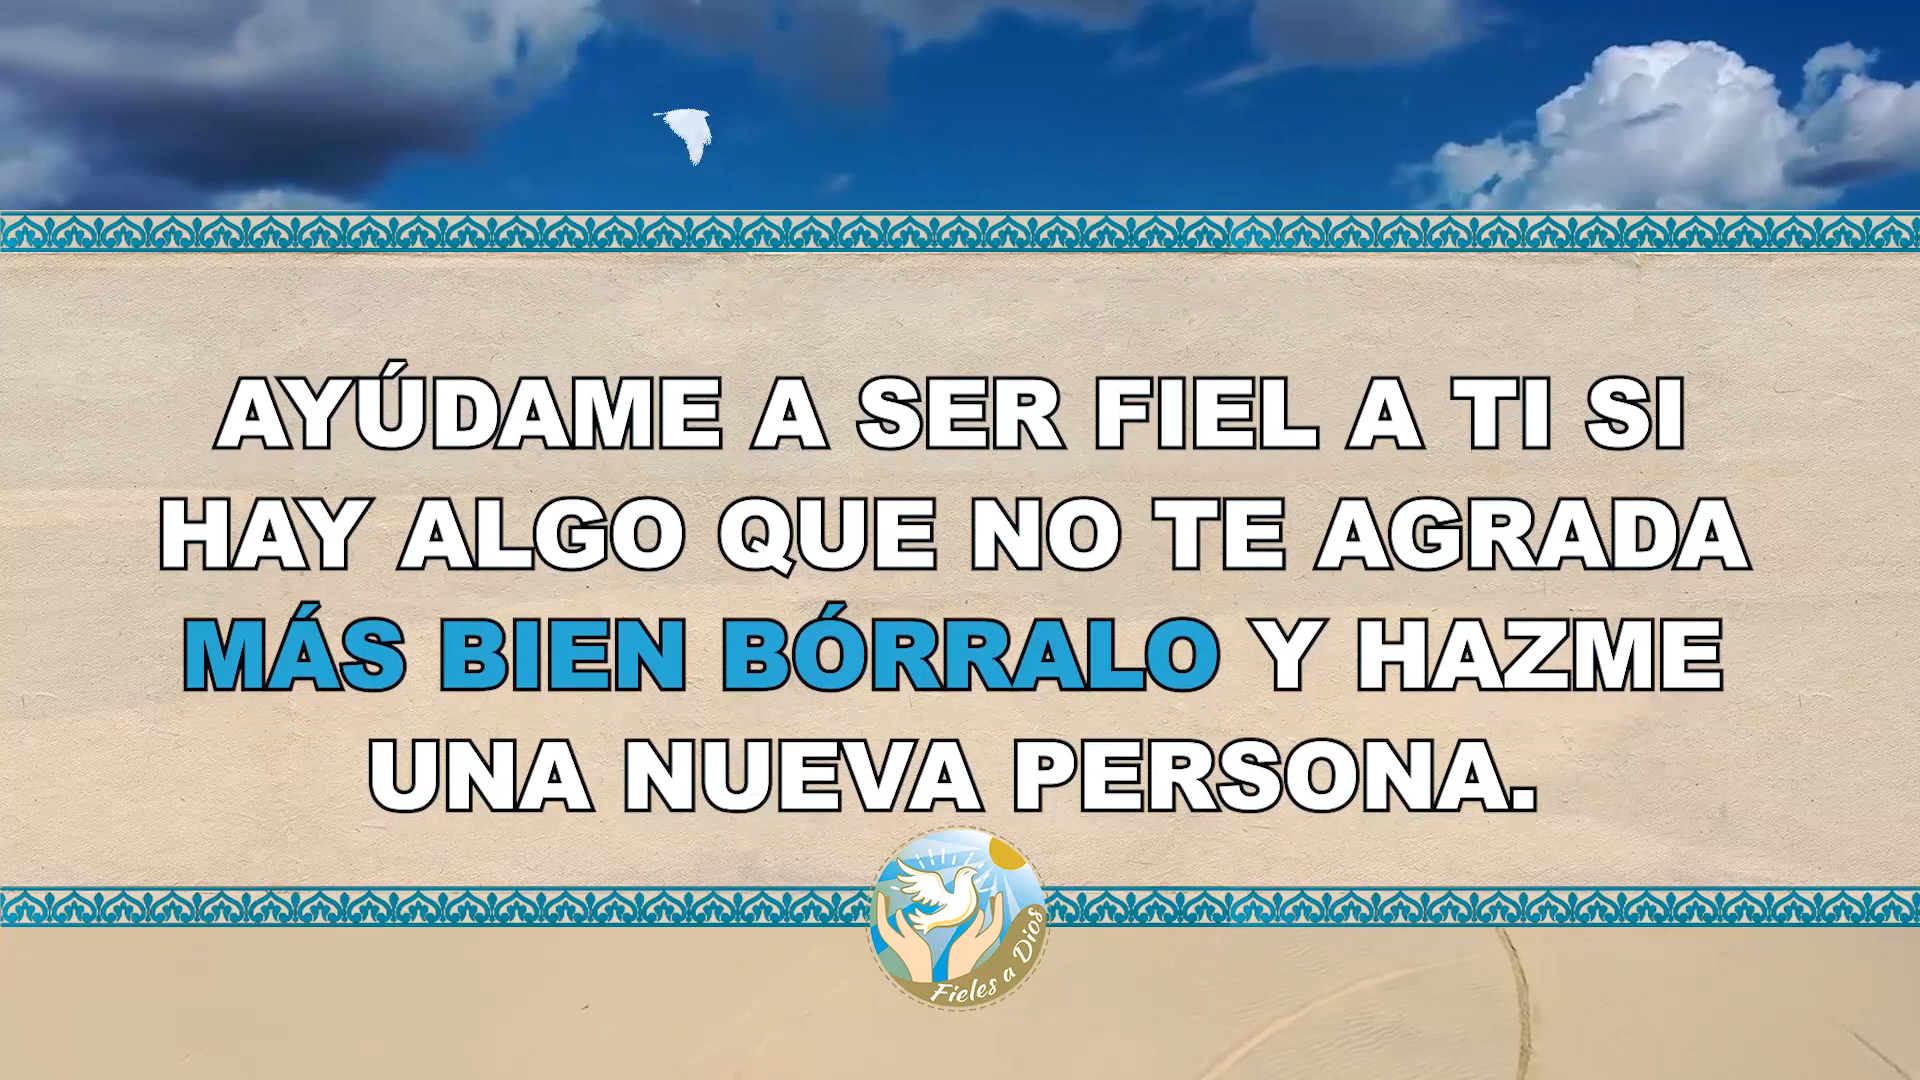 AYÚDAME A SER FIEL A TI SI
HAY ALGO QUE NO TE AGRADA
MÁS BIEN BÓRRALO Y HAZME
UNA NUEVA PERSONA.
Fieles a Dios